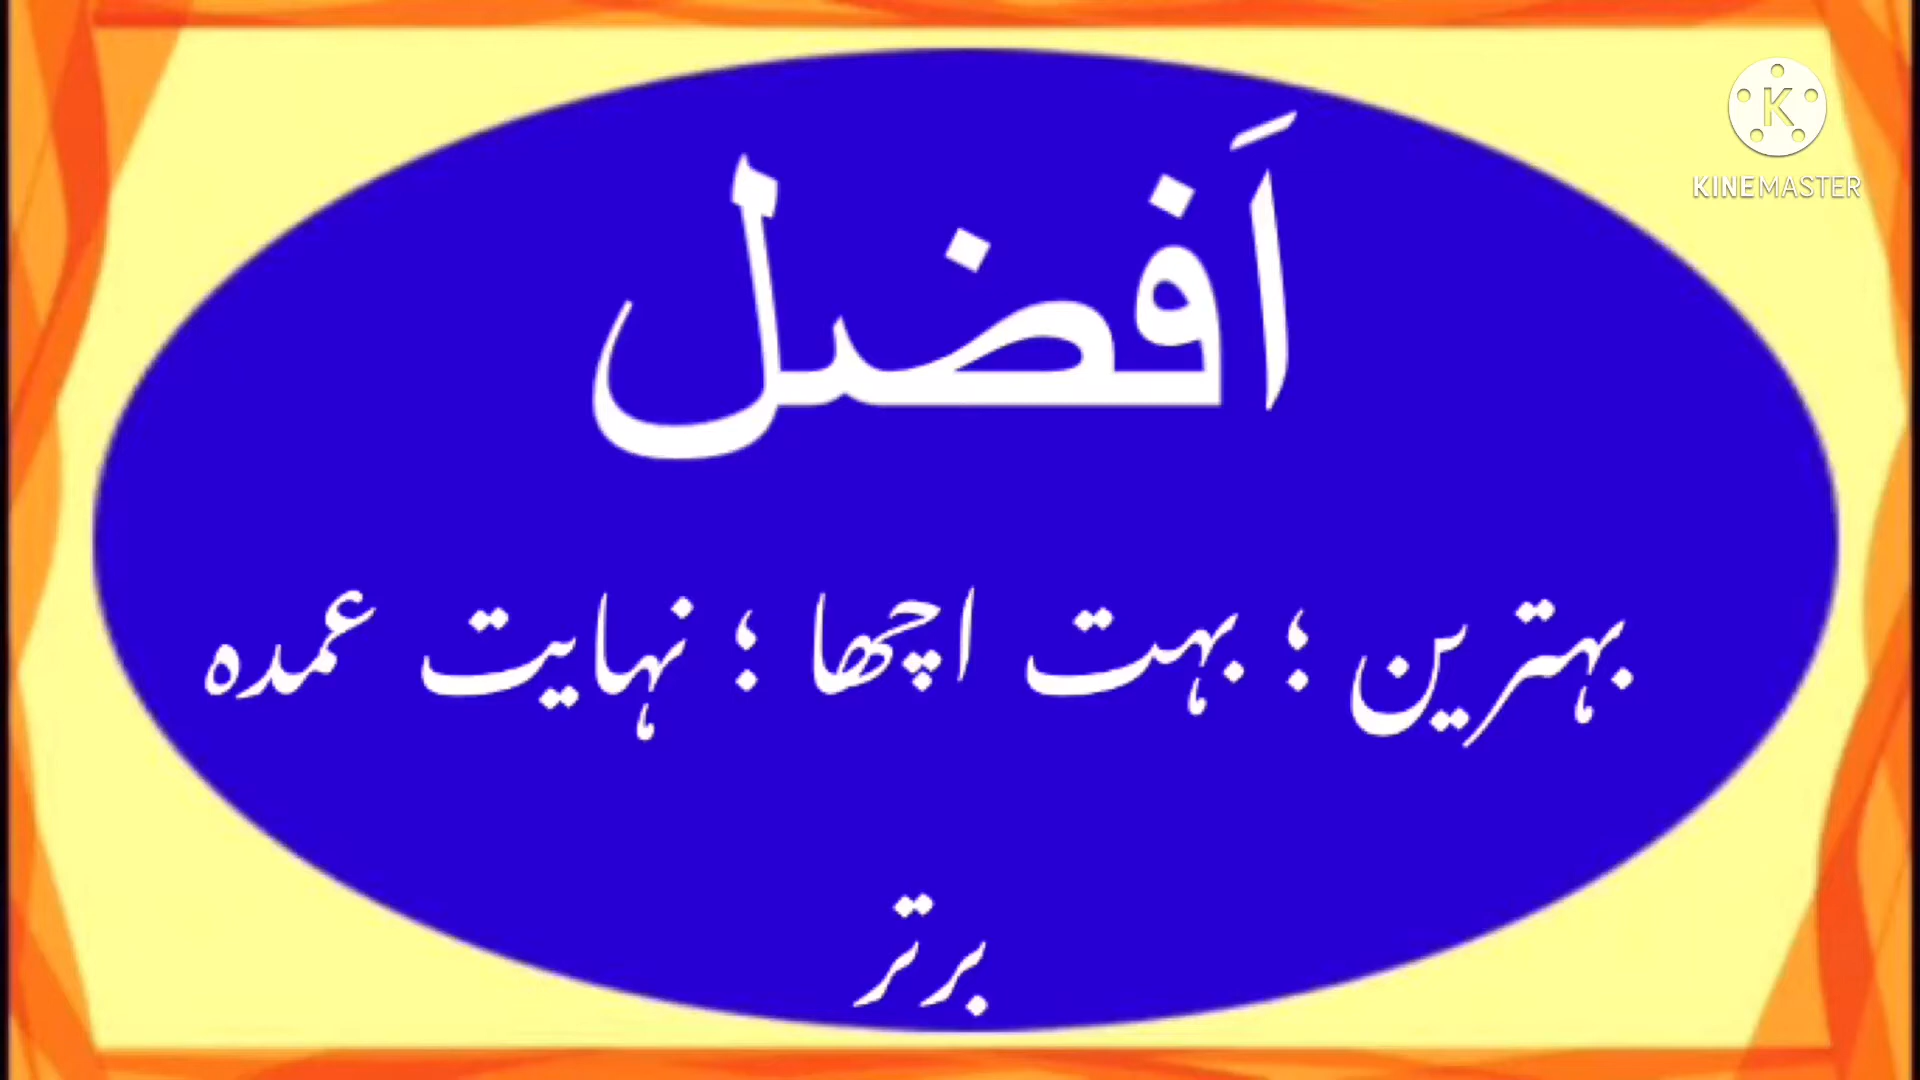 اَفضل
بہترین ؛ بہت اچھا ؛ نہایت عمدہ
برتر
K
KINEMASTER